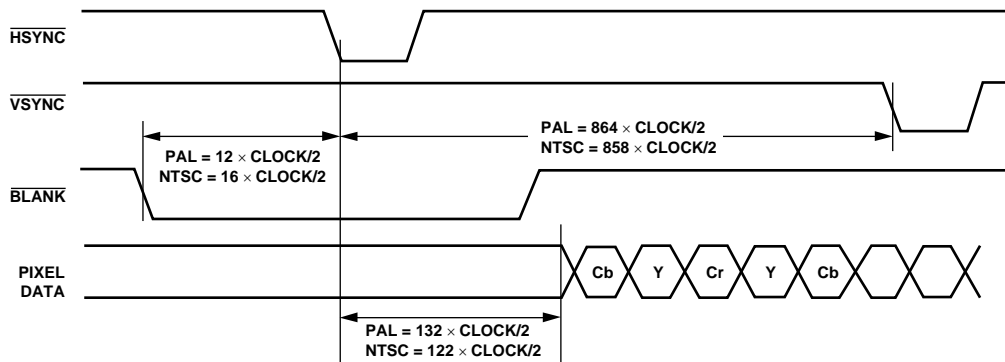 HSYNC
VSYNC
PAL = 12 × CLOCK/2
NTSC = 16 × CLOCK/2
PAL = 864 × CLOCK/2
NTSC = 858 × CLOCK/2
BLANK
PIXEL
DATA
Cb Y Cr Y Cb
PAL = 132 × CLOCK/2
NTSC = 122 × CLOCK/2